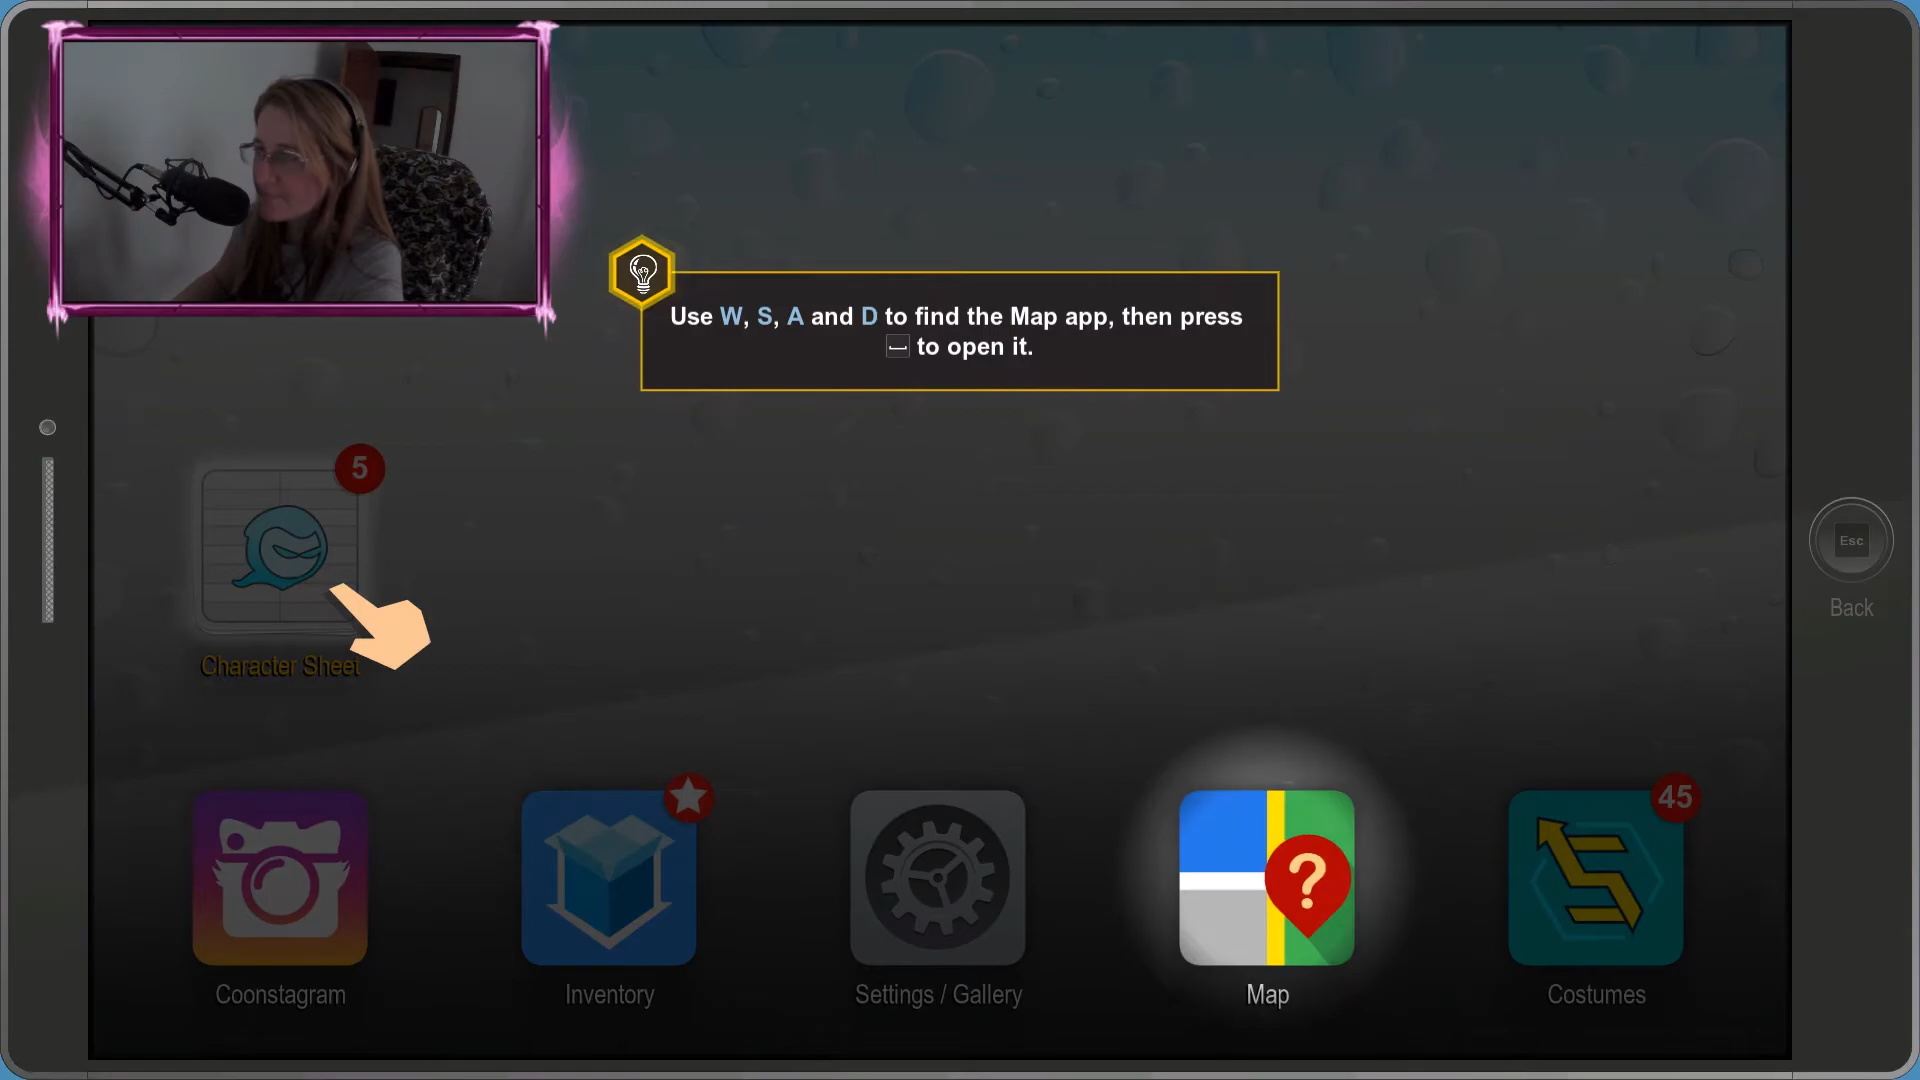 Use W, S, A and D to find the Map app, then press
to open it.
5
Character Sheet
Esc
Back
45
?
Coonstagram
Inventory
Settings / Gallery
Map
Costumes